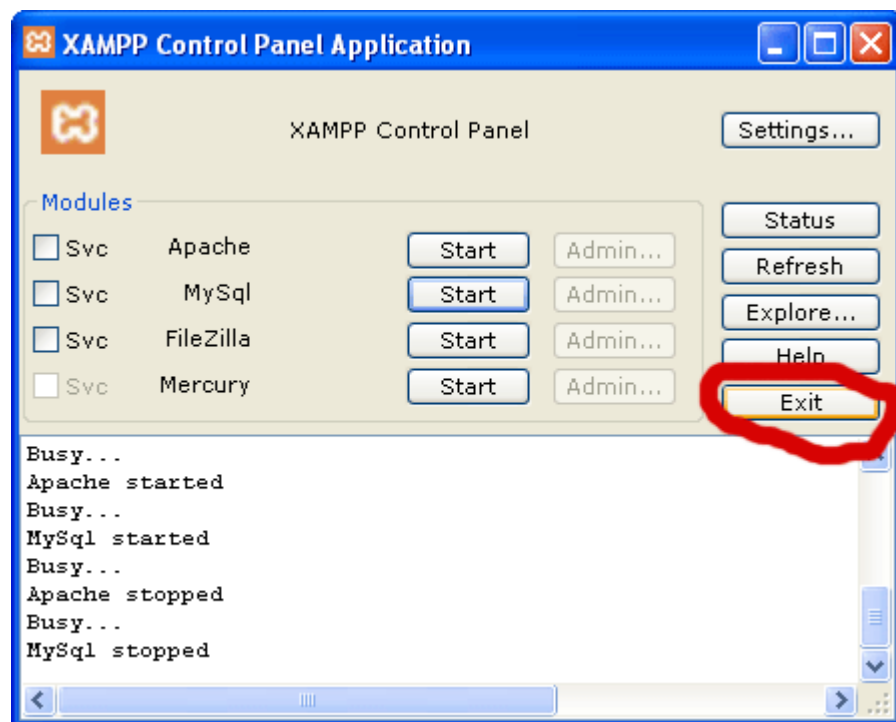 XAMPP Control Panel Application
XAMPP Control Panel
Settings...
Modules
Svc Apache Start Admin...
Svc MySql Start Admin...
Svc FileZilla Start Admin...
Svc Mercury Start Admin...
Status
Refresh
Explore...
Help
Exit
Busy...
Apache started
Busy...
MySql started
Busy...
Apache stopped
Busy...
MySql stopped